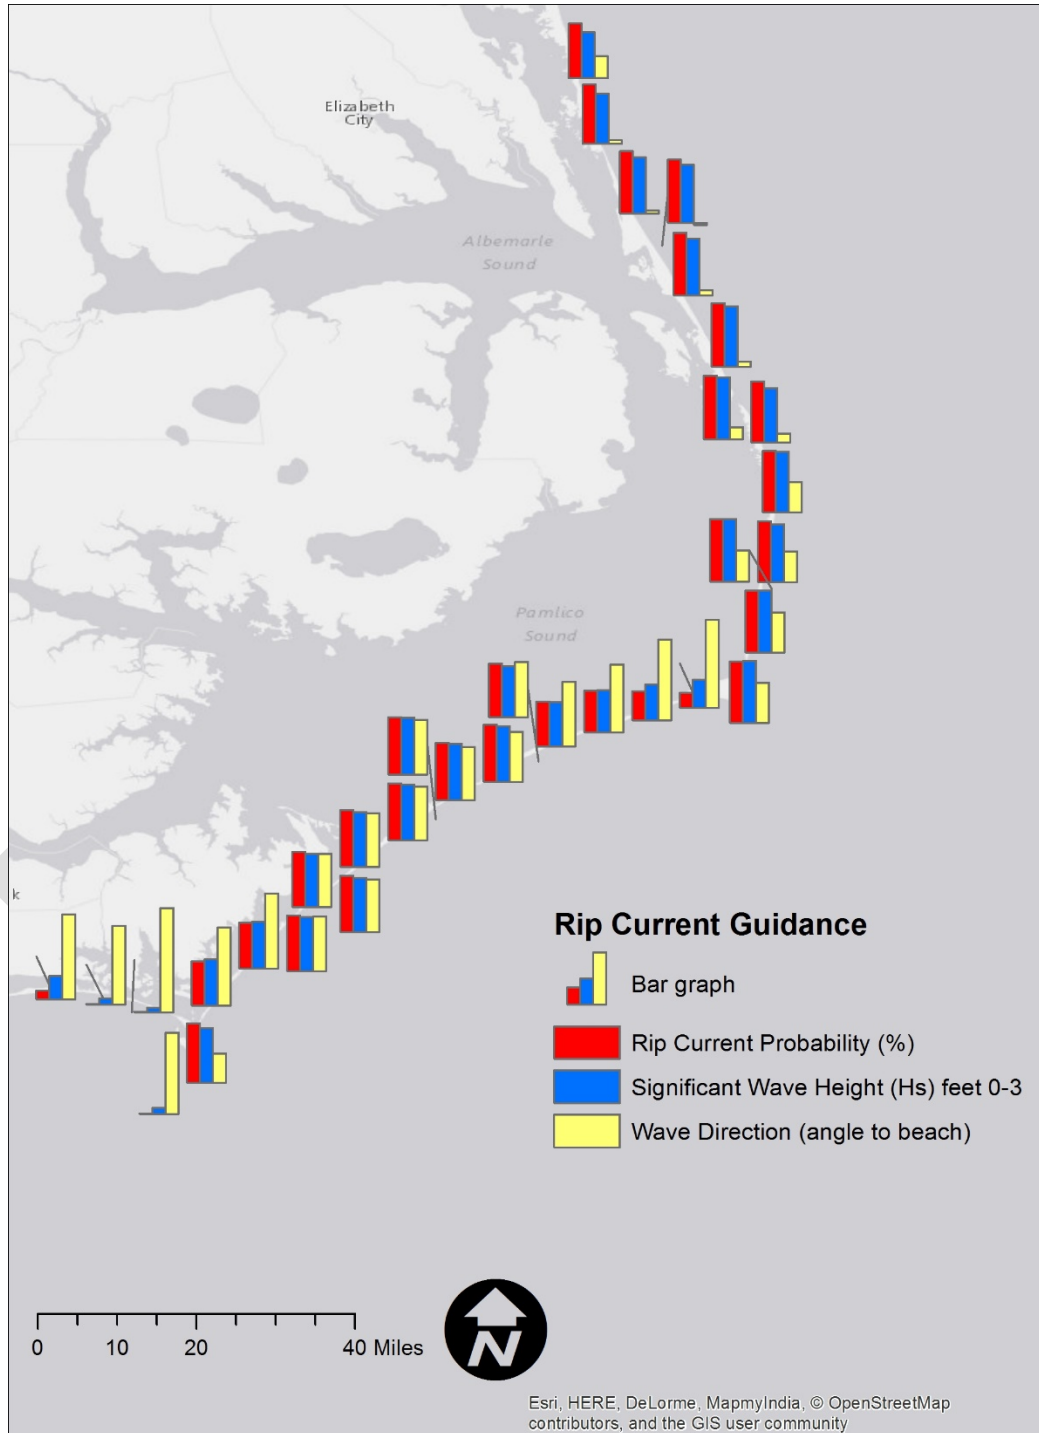 Elizabeth
City
Albemarle
Sound
Pamlico
Sound
k
Rip Current Guidance
Bar graph
Rip Current Probability (%)
Significant Wave Height (Hs) feet 0-3
Wave Direction (angle to beach)
0 10 20 40 Miles
N
Esri, HERE, DeLorme, MapmyIndia, © OpenStreetMap
contributors, and the GIS user community